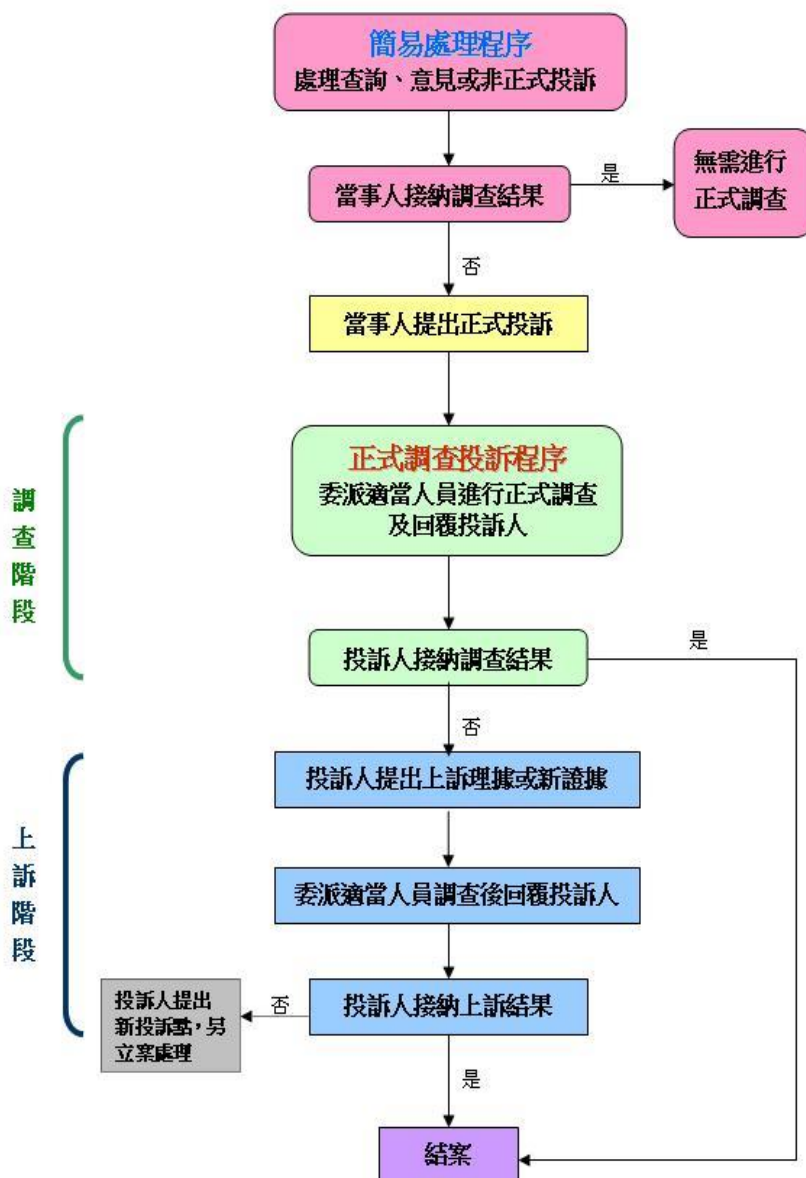 簡易處理程序
處理查詢、意見或非正式投訴
當事人接納調查結果
是
無需進行
正式調查
否
當事人提出正式投訴
調查階段
正式調查投訴程序
委派適當人員進行正式調查
及回覆投訴人
投訴人接納調查結果
是
否
上訴階段
投訴人提出上訴理據或新證據
委派適當人員調查後回覆投訴人
投訴人接納上訴結果
否
投訴人提出
新投訴點，另
立案處理
是
結案